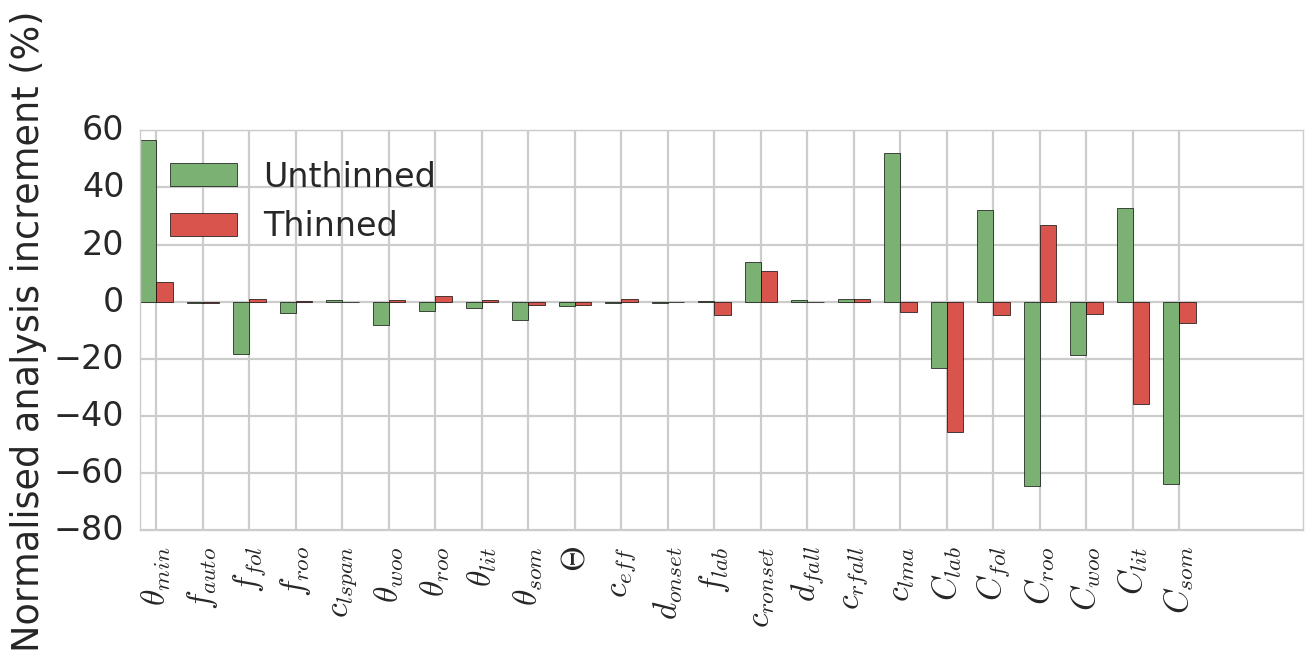 Normalised analysis increment (%)
60
40
20
0
−20
−40
−60
−80
Unthinned
Thinned
θmin
fauto
ffol
froo
clspan
θwoo
θroo
θlit
θsom
Θ
ceff
donset
flab
cronset
dfall
crfall
clma
Clab
Cfol
Croo
Cwoo
Clit
Csom